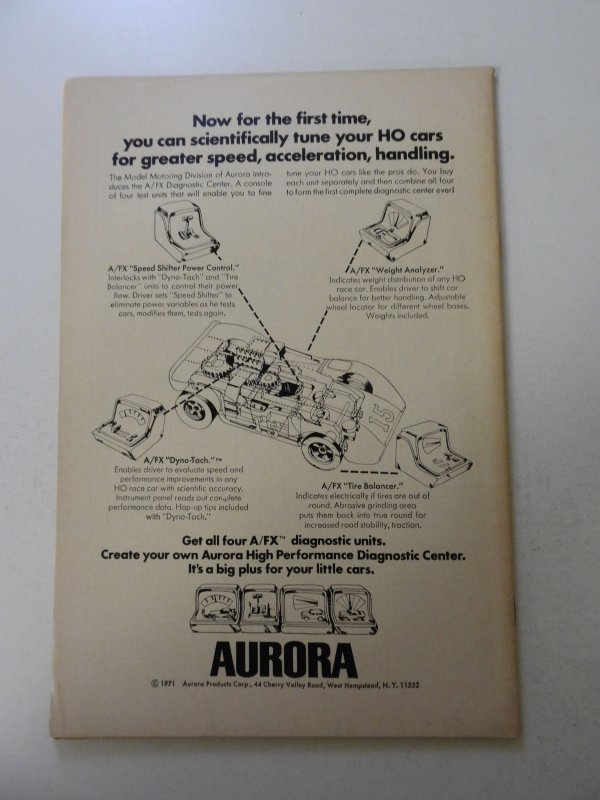 Now for the first time,
you can scientifically tune your HO cars
for greater speed, acceleration, handling.
The Model Motoring Division of Aurora intro-
duces the A/FX Diagnostic Center. A console
of four test units that will enable you to fine
tune your HO cars like the pros do. You buy
each unit separately and then combine all four
to form the first complete diagnostic center ever!
A/FX "Speed Shifter Power Control."
Interlocks with "Dyno-Tach" and "Tire
Balancer" units to control their power
flow. Driver sets "Speed Shifter" to
eliminate power variables as he tests
cars, modifies them, tests again.
A/FX "Weight Analyzer."
Indicates weight distribution of any HO
race car. Enables driver to shift car
balance for better handling. Adjustable
wheel locator for different wheel bases.
Weights included.
15
A/FX "Dyno-Tach."™
Enables driver to evaluate speed and
performance improvements in any
HO race car with scientific accuracy.
Instrument panel reads out complete
performance data. Hop-up tips included
with "Dyno-Tach."
A/FX "Tire Balancer."
Indicates electrically if tires are out of
round. Abrasive grinding area
puts them back into true round for
increased road stability, traction.
Get all four A/FX™ diagnostic units.
Create your own Aurora High Performance Diagnostic Center.
It's a big plus for your little cars.
AURORA
© 1971 Aurora Products Corp., 44 Cherry Valley Road, West Hempstead, N. Y. 11552